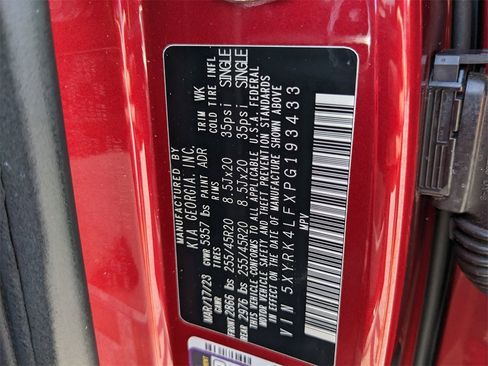 MANUFACTURED BY
KIA GEORGIA, INC.
MAR/17/23 GVWR 5357 lbs PAINT ADR TRIM WK
GAWR TIRES RIMS COLD TIRE INFL
FRONT 2866 lbs 255/45R20 8.5Jx20 35psi SINGLE
REAR 2976 lbs 255/45R20 8.5Jx20 35psi SINGLE
THIS VEHICLE CONFORMS TO ALL APPLICABLE U.S. FEDERAL
MOTOR VEHICLE SAFETY AND THEFT PREVENTION STANDARDS
IN EFFECT ON THE DATE OF MANUFACTURE SHOWN ABOVE
VIN 5XYRK4LFXPG193433
MPV